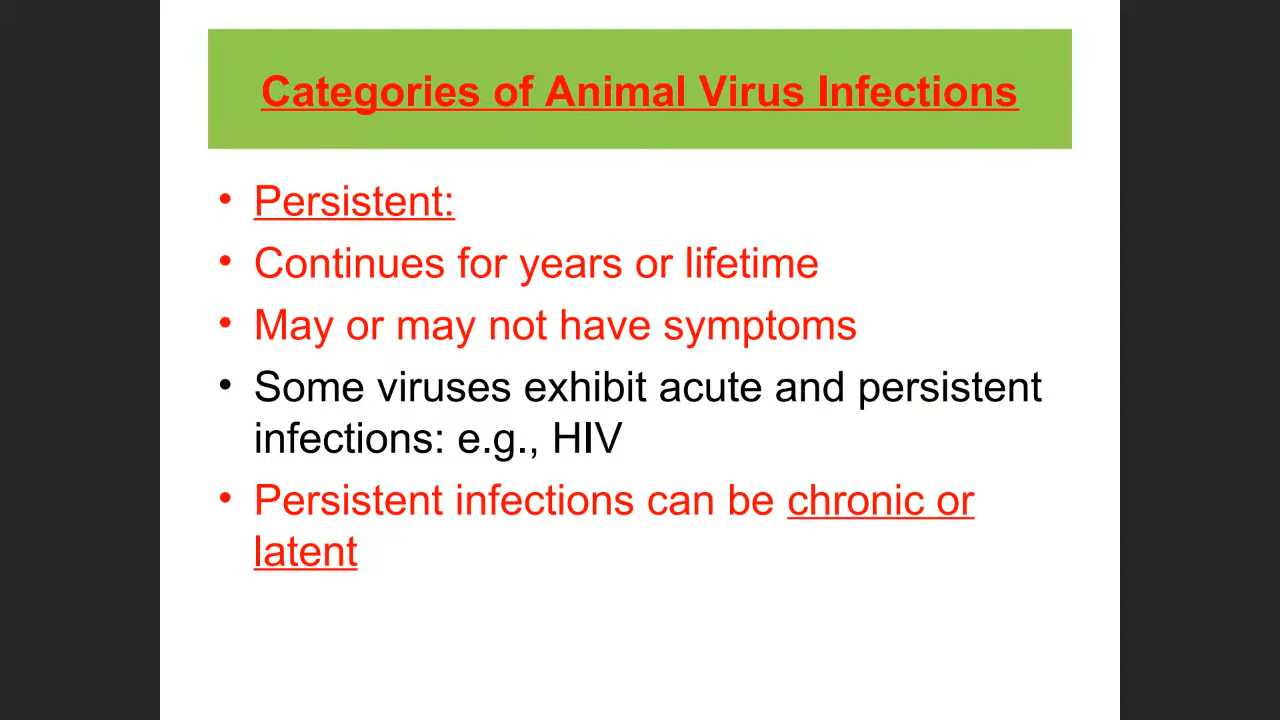 Categories of Animal Virus Infections
• Persistent:
• Continues for years or lifetime
• May or may not have symptoms
• Some viruses exhibit acute and persistent
infections: e.g., HIV
• Persistent infections can be chronic or
latent